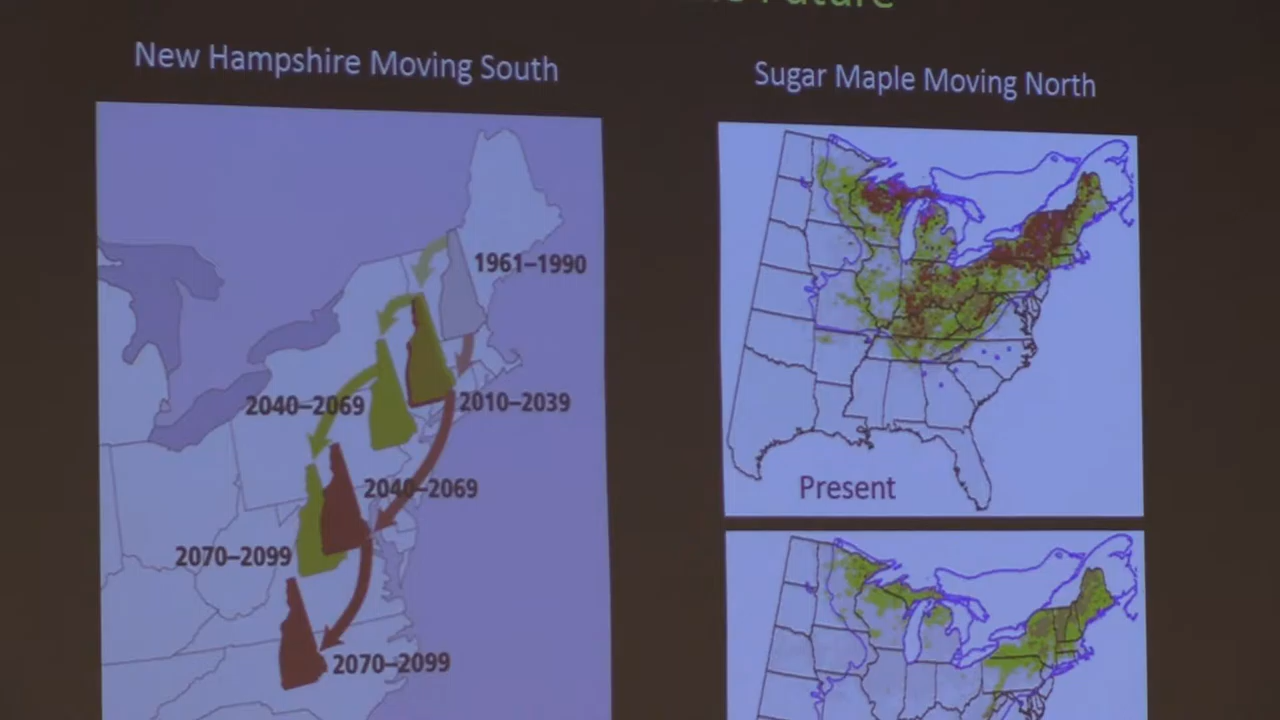 Future
New Hampshire Moving South
Sugar Maple Moving North
1961–1990
2040–2069
2010–2039
2040–2069
2070–2099
2070–2099
Present